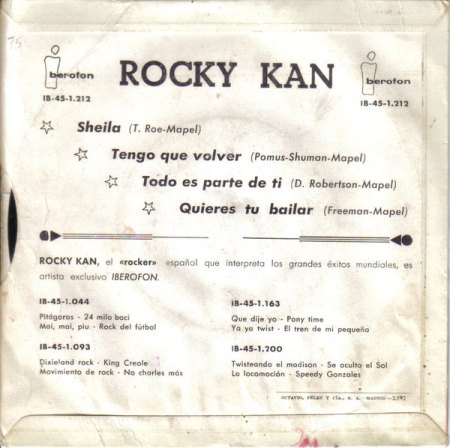 75
iberofon
IB-45-1.212
ROCKY KAN
iberofon
IB-45-1.212
Sheila (T. Roe-Mapel)
Tengo que volver (Pomus-Shuman-Mapel)
Todo es parte de ti (D. Robertson-Mapel)
Quieres tu bailar (Freeman-Mapel)
ROCKY KAN, el «rocker» español que interpreta los grandes éxitos mundiales, es
artista exclusivo IBEROFON.
IB-45-1.044
Pitágoras - 24 mila baci
Mai, mai, piu - Rock del fútbol
IB-45-1.093
Dixieland rock - King Creole
Movimiento de rock - No charles más
IB-45-1.163
Que dije yo - Pony time
Ya ya twist - El tren de mi pequeña
IB-45-1.200
Twisteando el madison - Se oculta el Sol
La locomoción - Speedy Gonzales
OCTAVIO, FÉLEZ Y CÍA., S. A. - MADRID -2.592